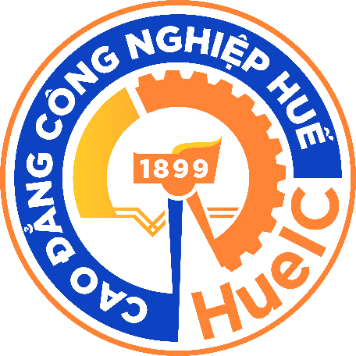 CAO ĐẲNG CÔNG NGHIỆP HUẾ
1899
HueIC